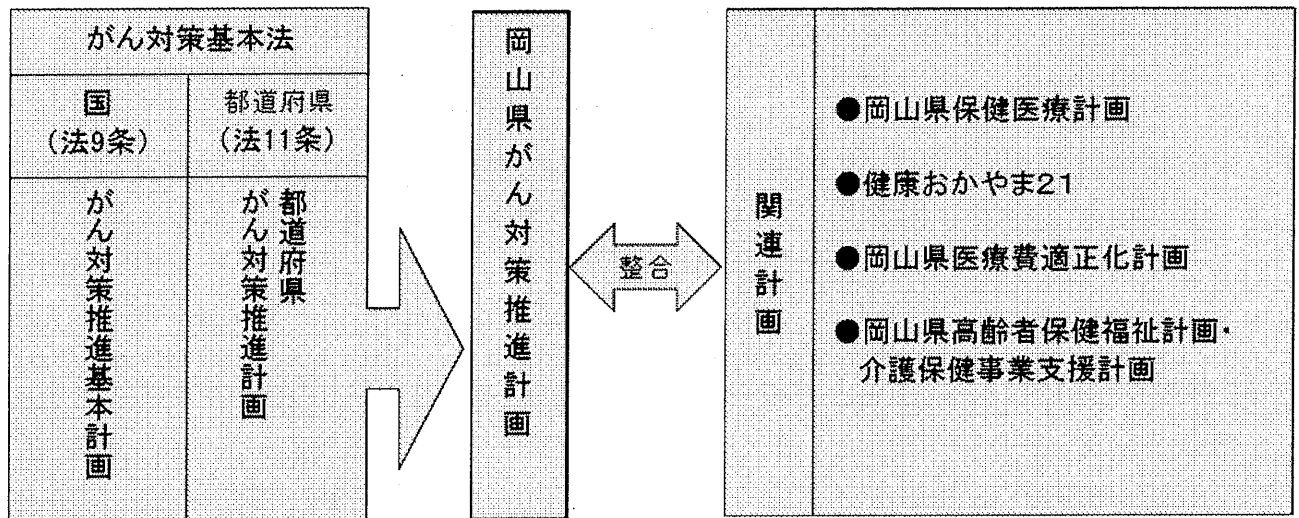 がん対策基本法
国
(法9条)
都道府県
(法11条)
がん対策推進基本計画
都道府県
がん対策推進計画
岡山県がん対策推進計画
整合
関連計画
●岡山県保健医療計画
●健康おかやま21
●岡山県医療費適正化計画
●岡山県高齢者保健福祉計画・
介護保健事業支援計画